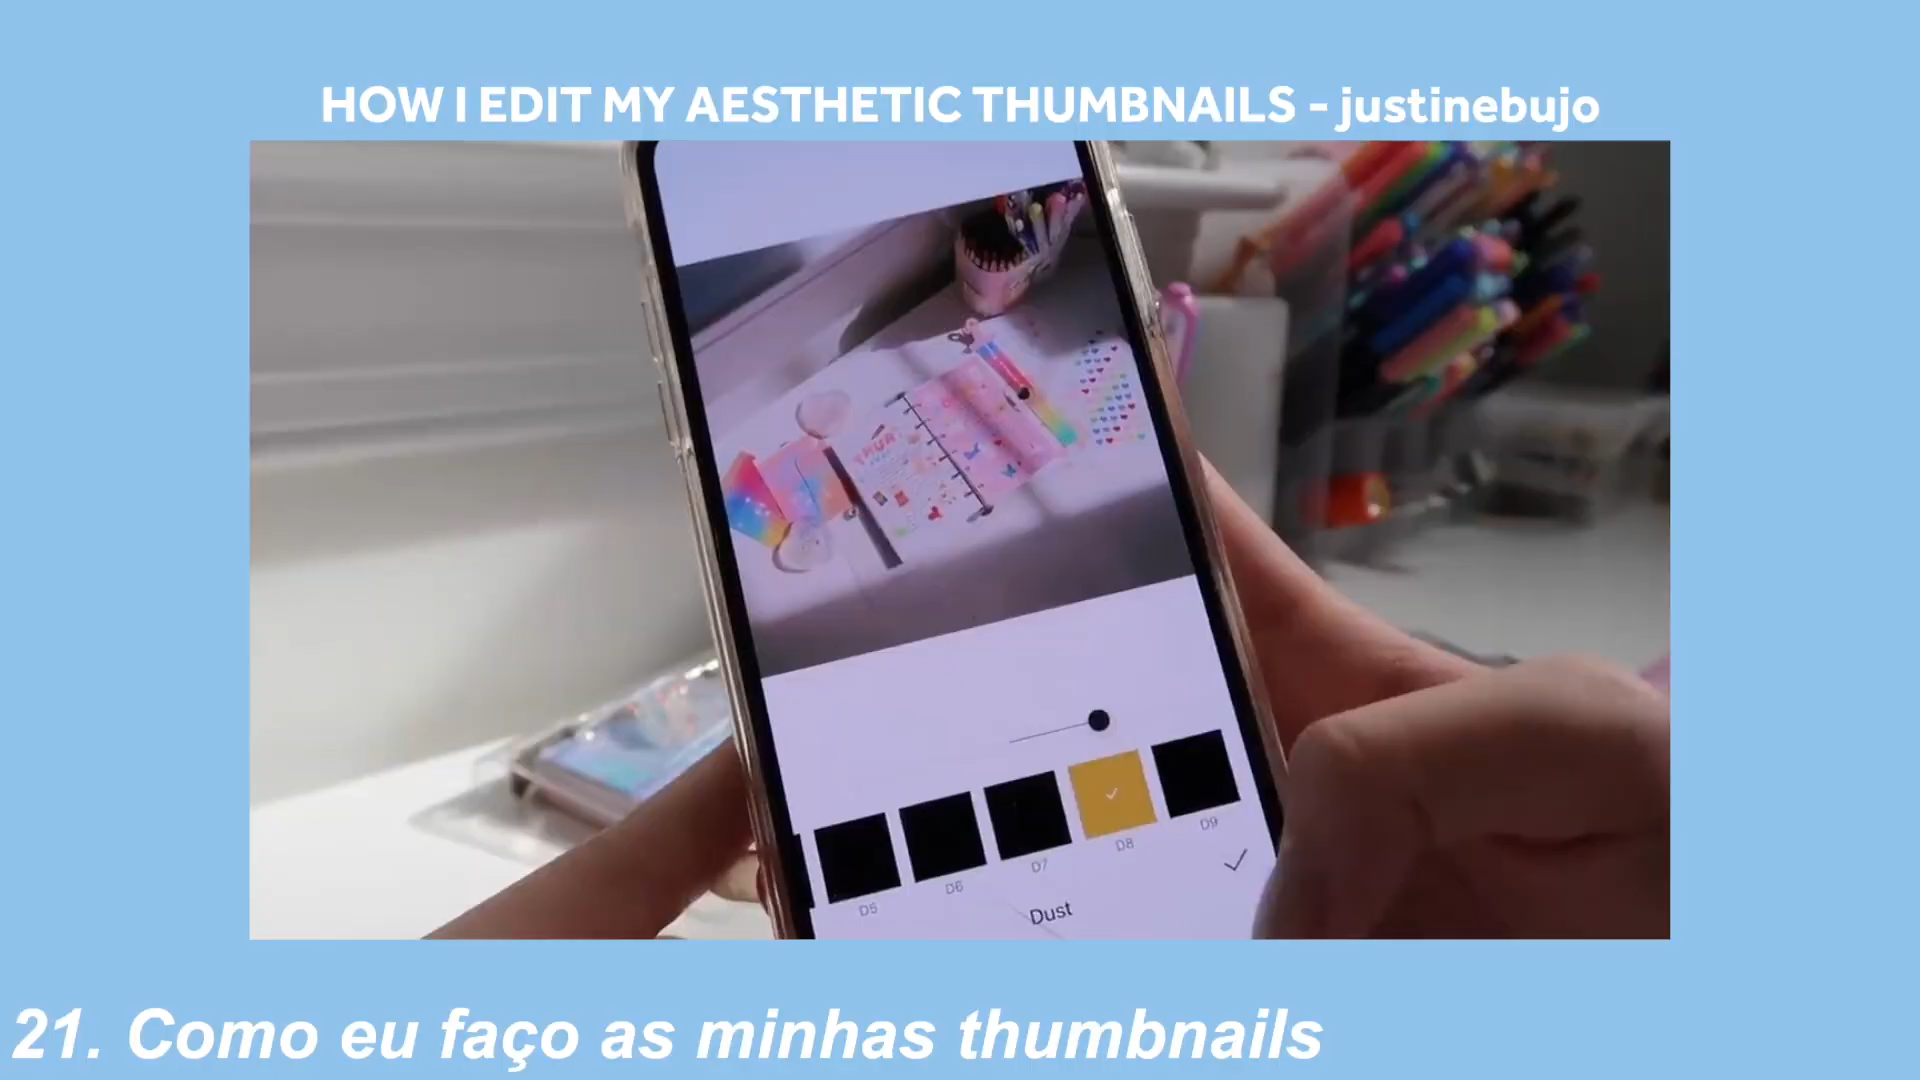 HOW I EDIT MY AESTHETIC THUMBNAILS - justinebujo
D5
D6
D7
D8
D9
Dust
21. Como eu faço as minhas thumbnails